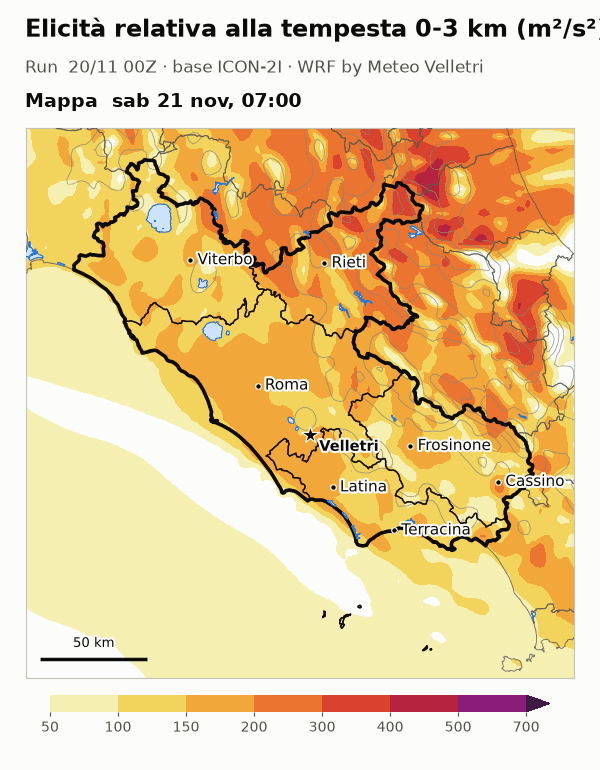 Elicità relativa alla tempesta 0-3 km (m²/s²)
Run 20/11 00Z · base ICON-2I · WRF by Meteo Velletri
Mappa sab 21 nov, 07:00
Viterbo
Rieti
Roma
Velletri
Frosinone
Latina
Cassino
Terracina
50 km
50 100 150 200 300 400 500 700